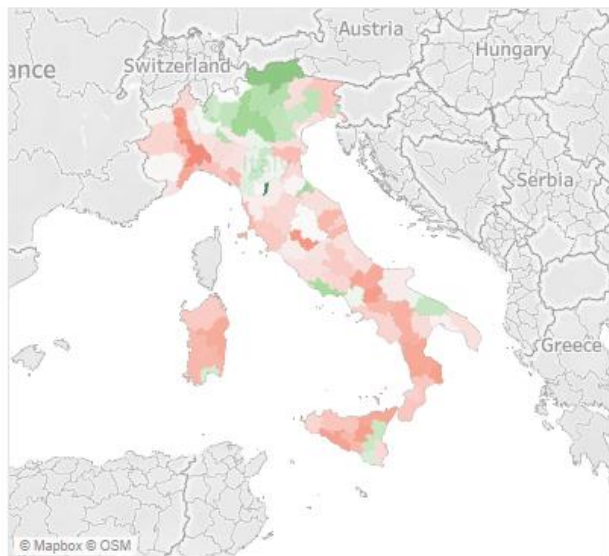 Austria
Hungary
ance
Switzerland
Serbia
Greece
© Mapbox © OSM